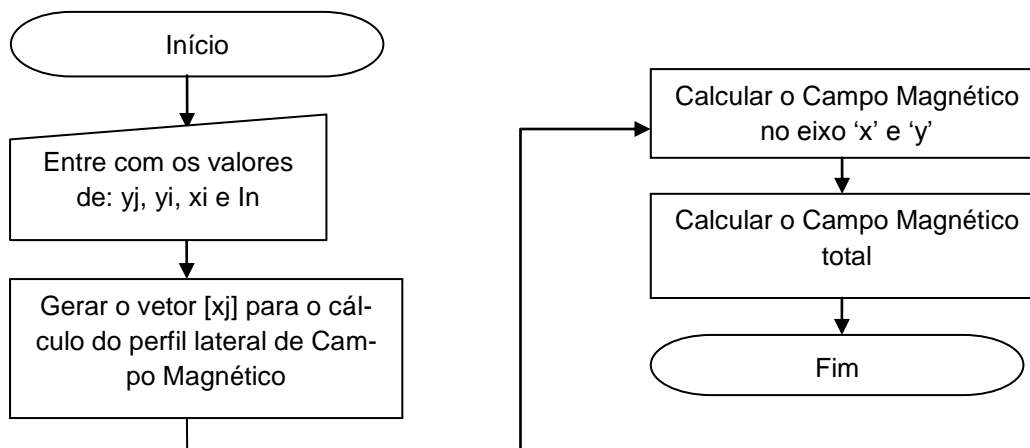 Início
Entre com os valores
de: yj, yi, xi e In
Gerar o vetor [xj] para o cál-
culo do perfil lateral de Cam-
po Magnético
Calcular o Campo Magnético
no eixo ‘x’ e ‘y’
Calcular o Campo Magnético
total
Fim